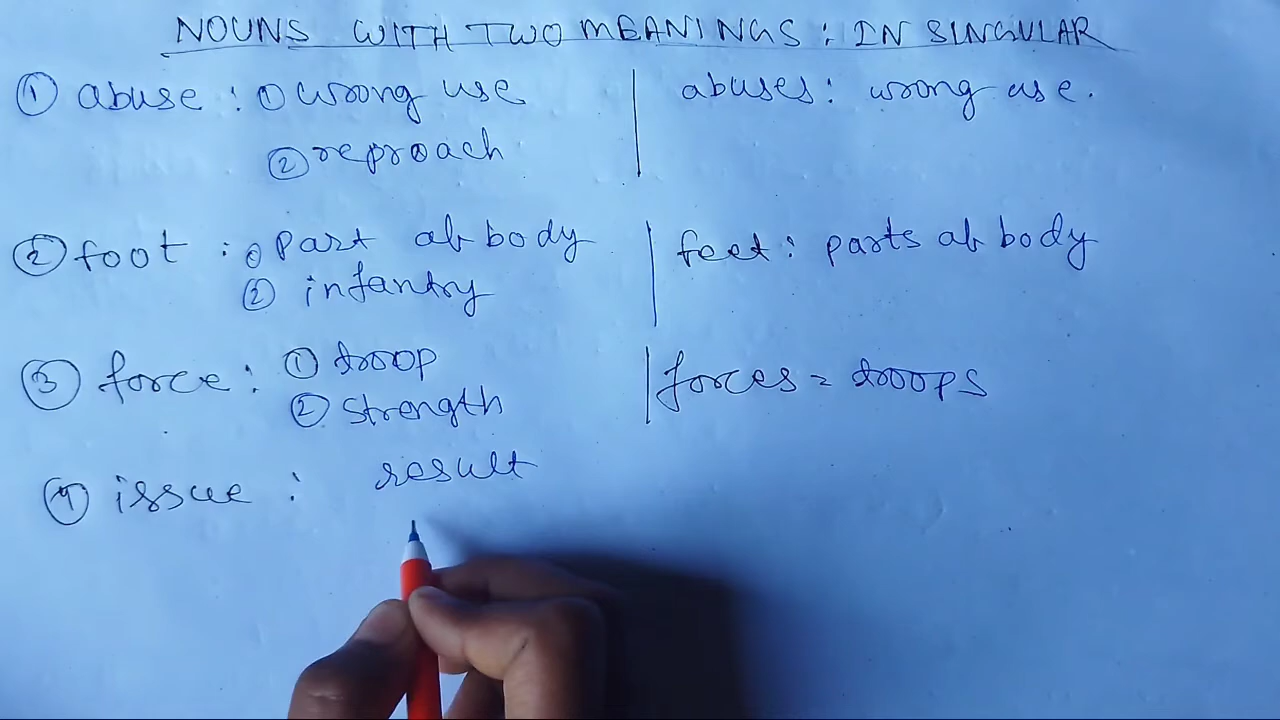 NOUNS WITH TWO MEANINGS: IN SINGULAR
① abuse : ① wrong use | abuses: wrong use.
② reproach
② foot : ① Part of body | feet: parts of body
② infantry
③ force: ① troop | forces = troops
② strength
④ issue : result